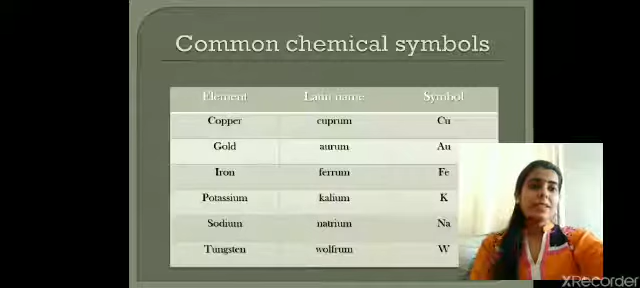 Common chemical symbols
Element Latin name Symbol
Copper cuprum Cu
Gold aurum Au
Iron ferrum Fe
Potassium kalium K
Sodium natrium Na
Tungsten wolfrum W
XRecorder